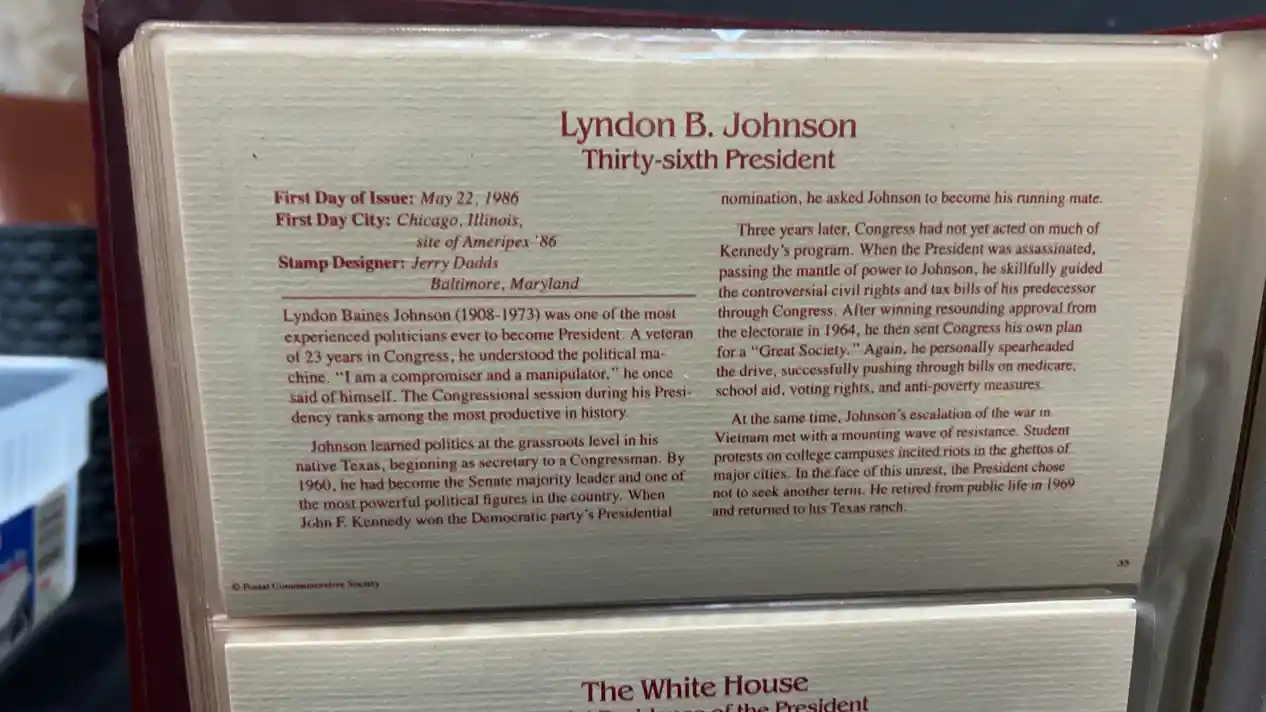 Lyndon B. Johnson
Thirty-sixth President
First Day of Issue: May 22, 1986
First Day City: Chicago, Illinois,
site of Ameripex '86
Stamp Designer: Jerry Dadds
Baltimore, Maryland
Lyndon Baines Johnson (1908-1973) was one of the most
experienced politicians ever to become President. A veteran
of 23 years in Congress, he understood the political ma-
chine. "I am a compromiser and a manipulator," he once
said of himself. The Congressional session during his Presi-
dency ranks among the most productive in history.
Johnson learned politics at the grassroots level in his
native Texas, beginning as secretary to a Congressman. By
1960, he had become the Senate majority leader and one of
the most powerful political figures in the country. When
John F. Kennedy won the Democratic party's Presidential
nomination, he asked Johnson to become his running mate.
Three years later, Congress had not yet acted on much of
Kennedy's program. When the President was assassinated,
passing the mantle of power to Johnson, he skillfully guided
the controversial civil rights and tax bills of his predecessor
through Congress. After winning resounding approval from
the electorate in 1964, he then sent Congress his own plan
for a "Great Society." Again, he personally spearheaded
the drive, successfully pushing through bills on medicare,
school aid, voting rights, and anti-poverty measures.
At the same time, Johnson's escalation of the war in
Vietnam met with a mounting wave of resistance. Student
protests on college campuses incited riots in the ghettos of
major cities. In the face of this unrest, the President chose
not to seek another term. He retired from public life in 1969
and returned to his Texas ranch.
© Postal Commemorative Society
The White House
of the President